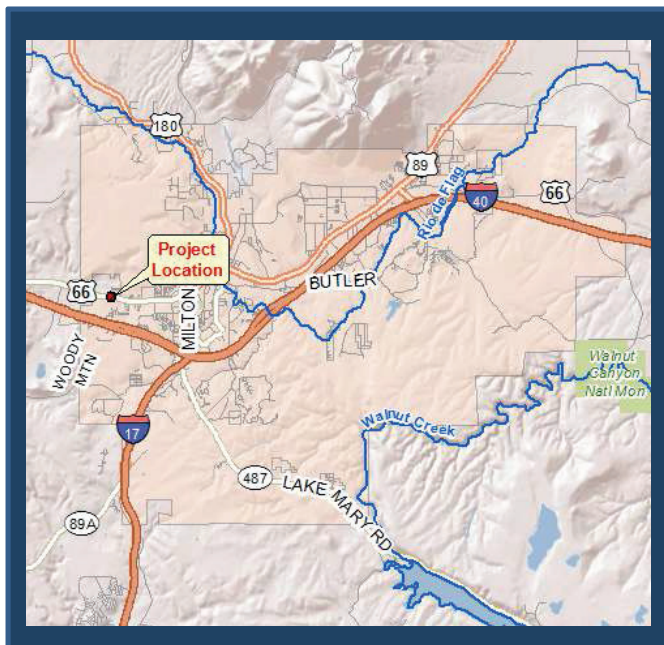 180
89
66
40
Rio de Flag
Project
Location
66
BUTLER
MILTON
WOODY
MTN
Walnut
Canyon
Natl Mon
Walnut Creek
17
487
LAKE MARY RD
89A